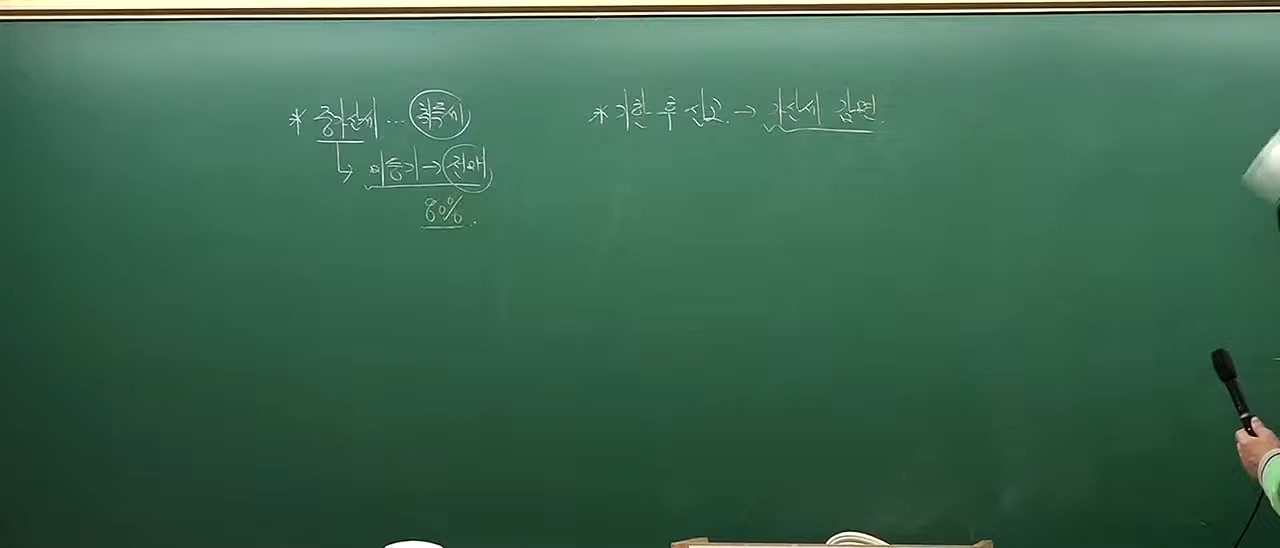 * 중가산세 … 취득세
↳ 미등기 → 전매
80%
* 기한 후 신고 → 가산세 감면